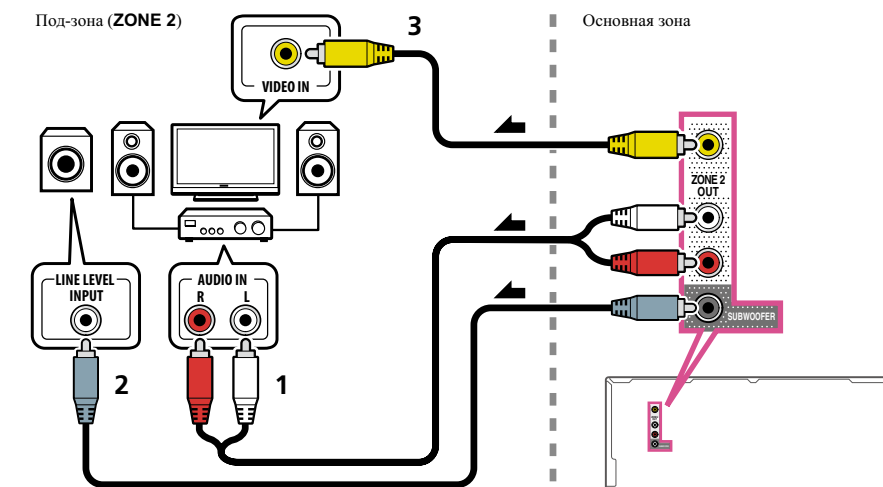 Под-зона (ZONE 2)
Основная зона
3
VIDEO IN
ZONE 2
OUT
SUBWOOFER
LINE LEVEL
INPUT
AUDIO IN
R L
2
1